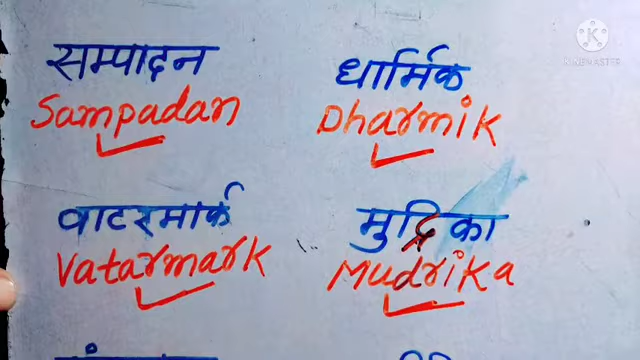 सम्पादन
Sampadan
धार्मिक
Dharmik
वाटरमार्क
Vatarmark
मुद्रिका
Mudrika
KINEMASTER